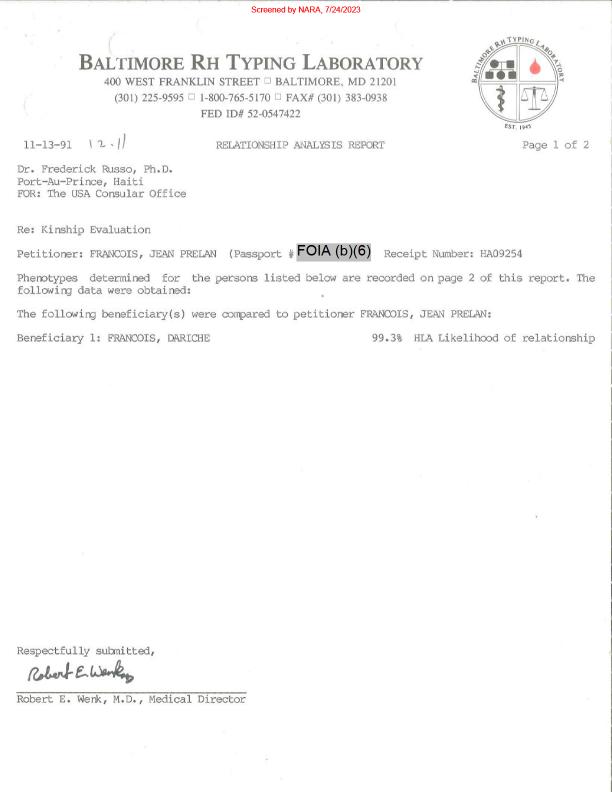 Screened by NARA, 7/24/2023
BALTIMORE RH TYPING LABORATORY
400 WEST FRANKLIN STREET □ BALTIMORE, MD 21201
(301) 225-9595 □ 1-800-765-5170 □ FAX# (301) 383-0938
FED ID# 52-0547422
BALTIMORE RH TYPING LABORATORY
EST. 1945
11-13-91 12.11 RELATIONSHIP ANALYSIS REPORT Page 1 of 2
Dr. Frederick Russo, Ph.D.
Port-Au-Prince, Haiti
FOR: The USA Consular Office
Re: Kinship Evaluation
Petitioner: FRANCOIS, JEAN PRELAN (Passport # FOIA (b)(6) Receipt Number: HA09254
Phenotypes determined for the persons listed below are recorded on page 2 of this report. The
following data were obtained:
The following beneficiary(s) were compared to petitioner FRANCOIS, JEAN PRELAN:
Beneficiary 1: FRANCOIS, DARICHE 99.3% HLA Likelihood of relationship
Respectfully submitted,
Robert E. Wenk
Robert E. Wenk, M.D., Medical Director